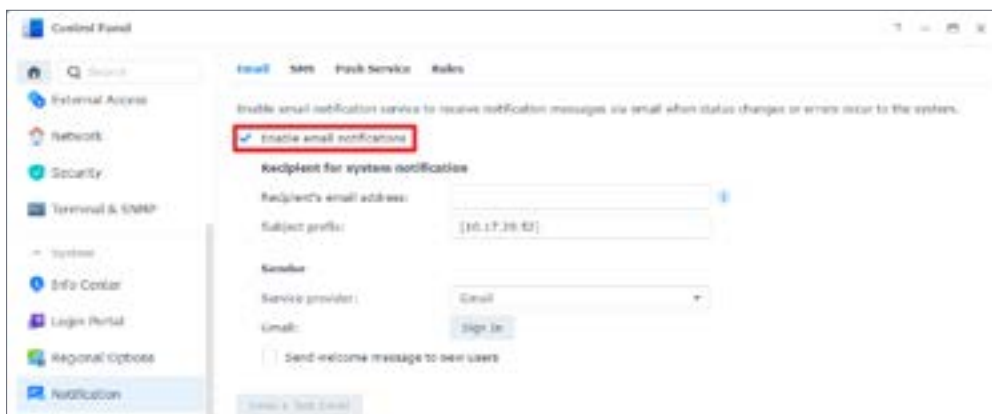 Control Panel
Search
Email SMS Push Service Rules
External Access
Enable email notification service to receive notification messages via email when status changes or errors occur to the system.
Network
Enable email notifications
Recipient for system notification
Security
Recipient's email address:
Terminal & SNMP
Subject prefix:
System
Sender
Info Center
Service provider: Gmail
Login Portal
Gmail: Sign In
Regional Options
Send welcome message to new users
Notification
Send a Test Email